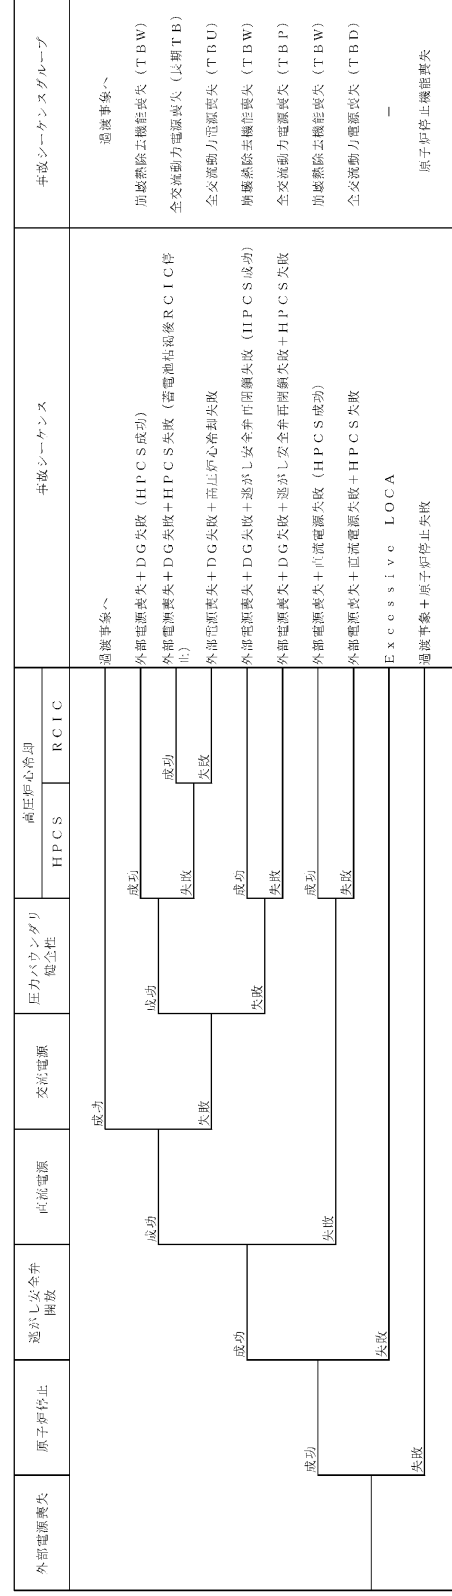 外部電源喪失
原子炉停止
逃がし安全弁
開放
直流電源
交流電源
圧力バウンダリ
健全性
高圧炉心冷却
HPCS
RCIC
事故シーケンス
事故シーケンスグループ
成功
過渡事象へ
過渡事象へ
成功
外部電源喪失+DG失敗(HPCS成功)
崩壊熱除去機能喪失(TBW)
成功
成功
外部電源喪失+DG失敗+HPCS失敗(蓄電池枯渇後RCIC停
止)
全交流動力電源喪失(長期TB)
失敗
失敗
外部電源喪失+DG失敗+高圧炉心冷却失敗
全交流動力電源喪失(TBU)
成功
失敗
成功
外部電源喪失+DG失敗+逃がし安全弁再閉鎖失敗(HPCS成功)
崩壊熱除去機能喪失(TBW)
失敗
失敗
外部電源喪失+DG失敗+逃がし安全弁再閉鎖失敗+HPCS失敗
全交流動力電源喪失(TBP)
成功
成功
外部電源喪失+直流電源失敗(HPCS成功)
崩壊熱除去機能喪失(TBW)
失敗
失敗
外部電源喪失+直流電源失敗+HPCS失敗
全交流動力電源喪失(TBD)
成功
失敗
Excessive LOCA
－
失敗
過渡事象+原子炉停止失敗
原子炉停止機能喪失